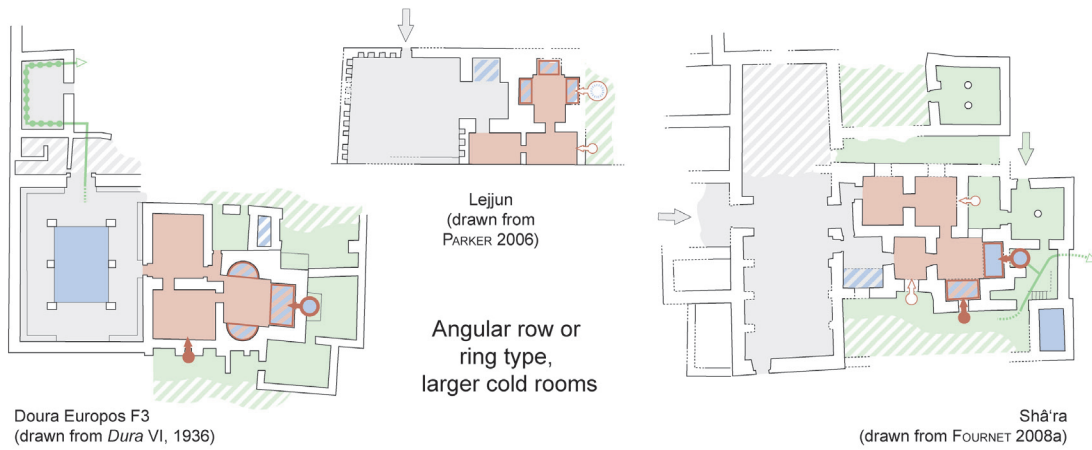 Lejjun
(drawn from
PARKER 2006)
Angular row or
ring type,
larger cold rooms
Doura Europos F3
(drawn from Dura VI, 1936)
Shâ‘ra
(drawn from FOURNET 2008a)